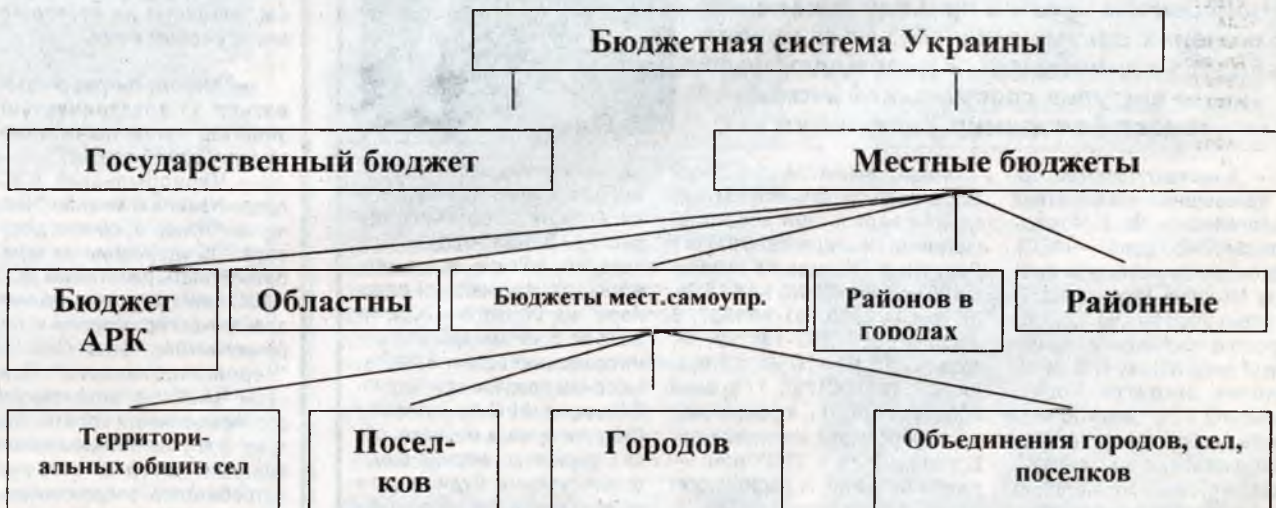 Бюджетная система Украины
Государственный бюджет
Местные бюджеты
Бюджет
АРК
Областны
Бюджеты мест.самоупр.
Районов в
городах
Районные
Территори-
альных общин сел
Посел-
ков
Городов
Объединения городов, сел,
поселков